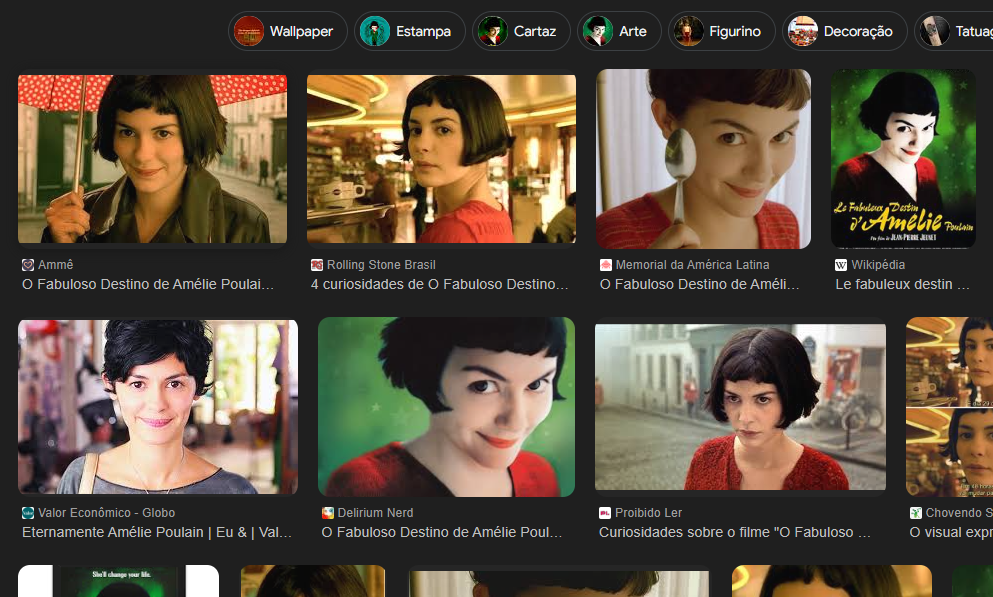 Wallpaper
Estampa
Cartaz
Arte
Figurino
Decoração
Tatuag
Le Fabuleux Destin
d'Amélie Poulain
Un film de JEAN-PIERRE JEUNET
Ammê
Rolling Stone Brasil
Memorial da América Latina
Wikipédia
O Fabuloso Destino de Amélie Poulai...
4 curiosidades de O Fabuloso Destino...
O Fabuloso Destino de Améli...
Le fabuleux destin ...
Valor Econômico - Globo
Delirium Nerd
Proibido Ler
Chovendo S
Eternamente Amélie Poulain | Eu & | Val...
O Fabuloso Destino de Amélie Poul...
Curiosidades sobre o filme "O Fabuloso ...
O visual expr
She'll change your life.